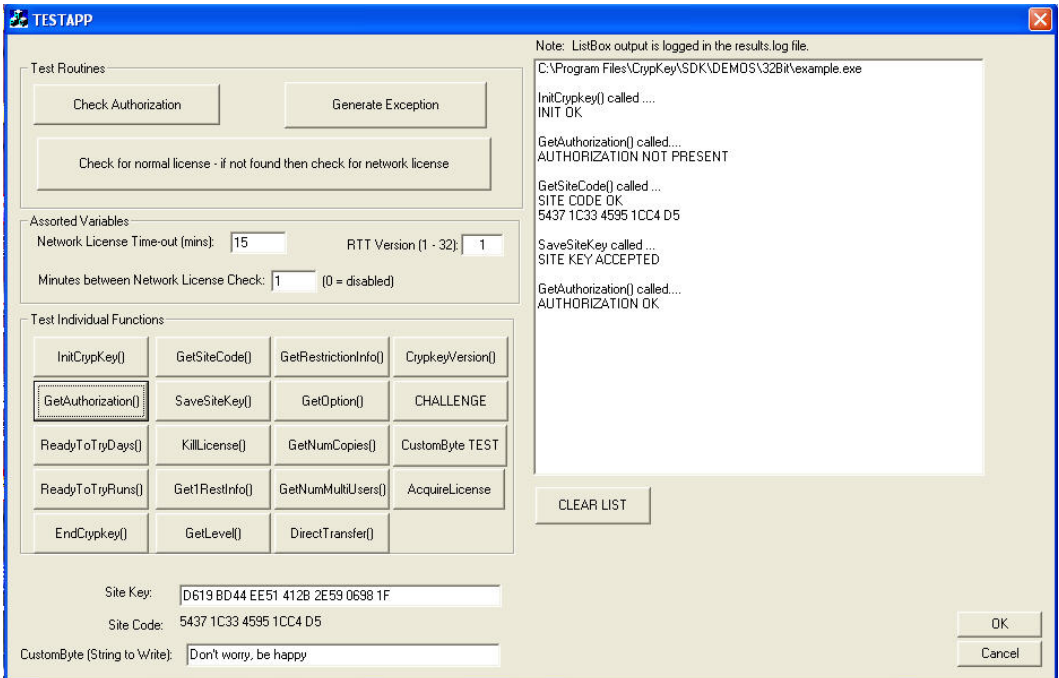 TESTAPP
Note: ListBox output is logged in the results.log file.
Test Routines
Check Authorization
Generate Exception
Check for normal license - if not found then check for network license
Assorted Variables
Network License Time-out (mins): 15
RTT Version (1 - 32): 1
Minutes between Network License Check: 1 (0 = disabled)
Test Individual Functions
InitCrypKey() GetSiteCode() GetRestrictionInfo() CrypkeyVersion()
GetAuthorization() SaveSiteKey() GetOption() CHALLENGE
ReadyToTryDays() KillLicense() GetNumCopies() CustomByte TEST
ReadyToTryRuns() Get1RestInfo() GetNumMultiUsers() AcquireLicense
EndCrypkey() GetLevel() DirectTransfer()
C:\Program Files\CrypKey\SDK\DEMOS\32Bit\example.exe
InitCrypkey() called ....
INIT OK
GetAuthorization() called....
AUTHORIZATION NOT PRESENT
GetSiteCode() called ...
SITE CODE OK
5437 1C33 4595 1CC4 D5
SaveSiteKey called ...
SITE KEY ACCEPTED
GetAuthorization() called....
AUTHORIZATION OK
CLEAR LIST
Site Key: D619 BD44 EE51 412B 2E59 0698 1F
Site Code: 5437 1C33 4595 1CC4 D5
CustomByte (String to Write): Don't worry, be happy
OK
Cancel